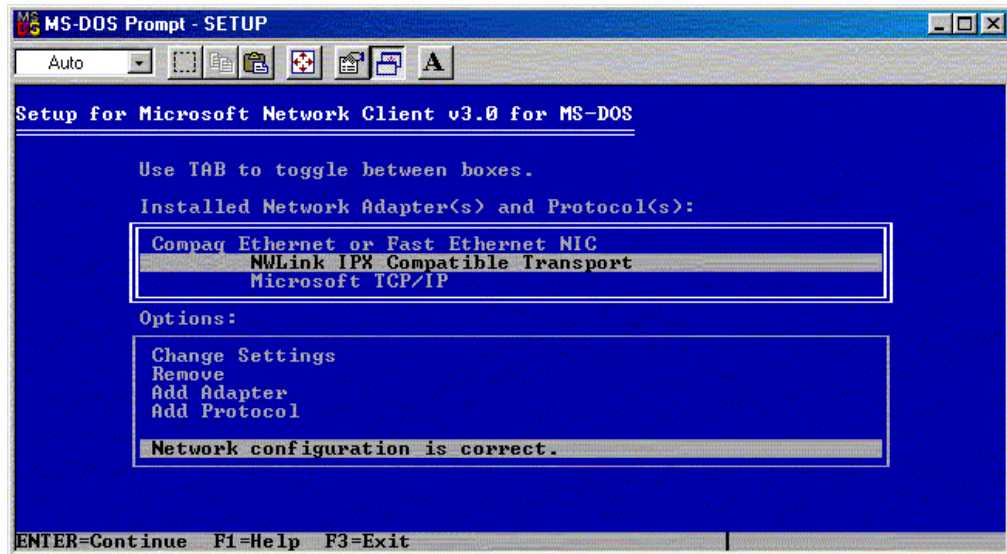 MS-DOS Prompt - SETUP
Auto
A
Setup for Microsoft Network Client v3.0 for MS-DOS
Use TAB to toggle between boxes.
Installed Network Adapter(s) and Protocol(s):
Compaq Ethernet or Fast Ethernet NIC
NWLink IPX Compatible Transport
Microsoft TCP/IP
Options:
Change Settings
Remove
Add Adapter
Add Protocol
Network configuration is correct.
ENTER=Continue F1=Help F3=Exit